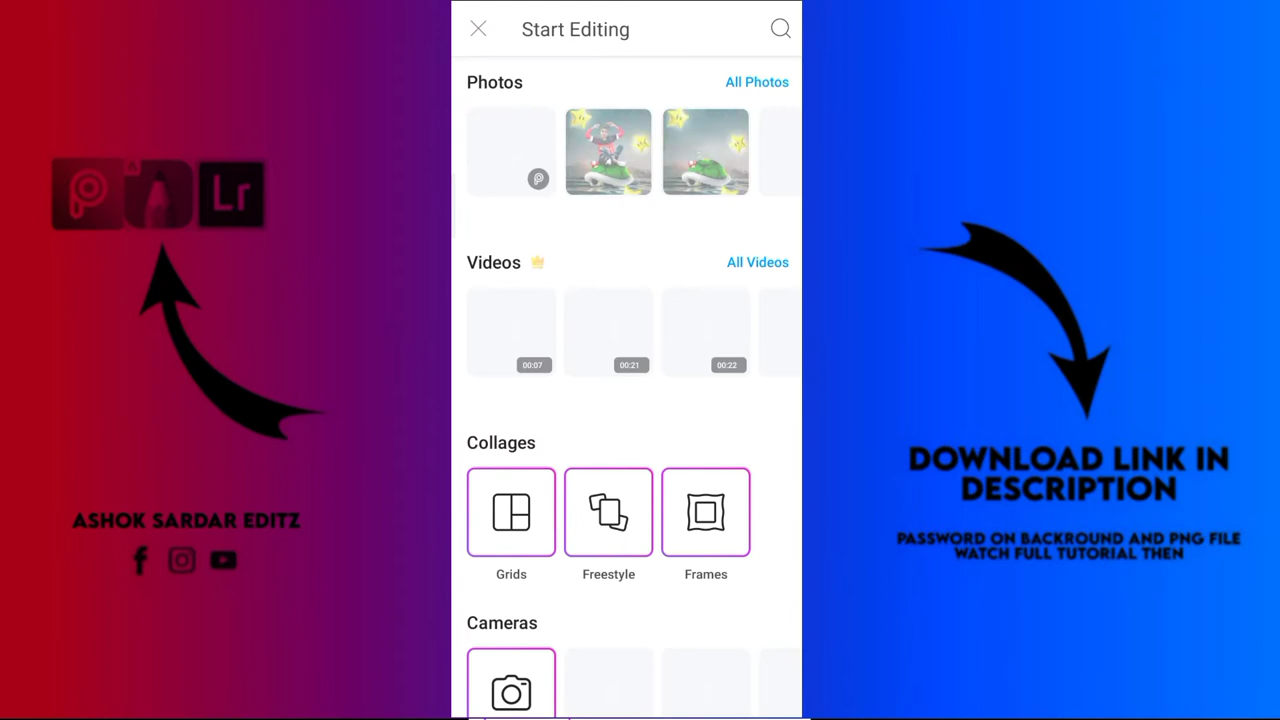 Start Editing
Photos
All Photos
Videos
All Videos
00:07
00:21
00:22
Collages
Grids
Freestyle
Frames
Cameras
Lr
ASHOK SARDAR EDITZ
DOWNLOAD LINK IN
DESCRIPTION
PASSWORD ON BACKROUND AND PNG FILE
WATCH FULL TUTORIAL THEN